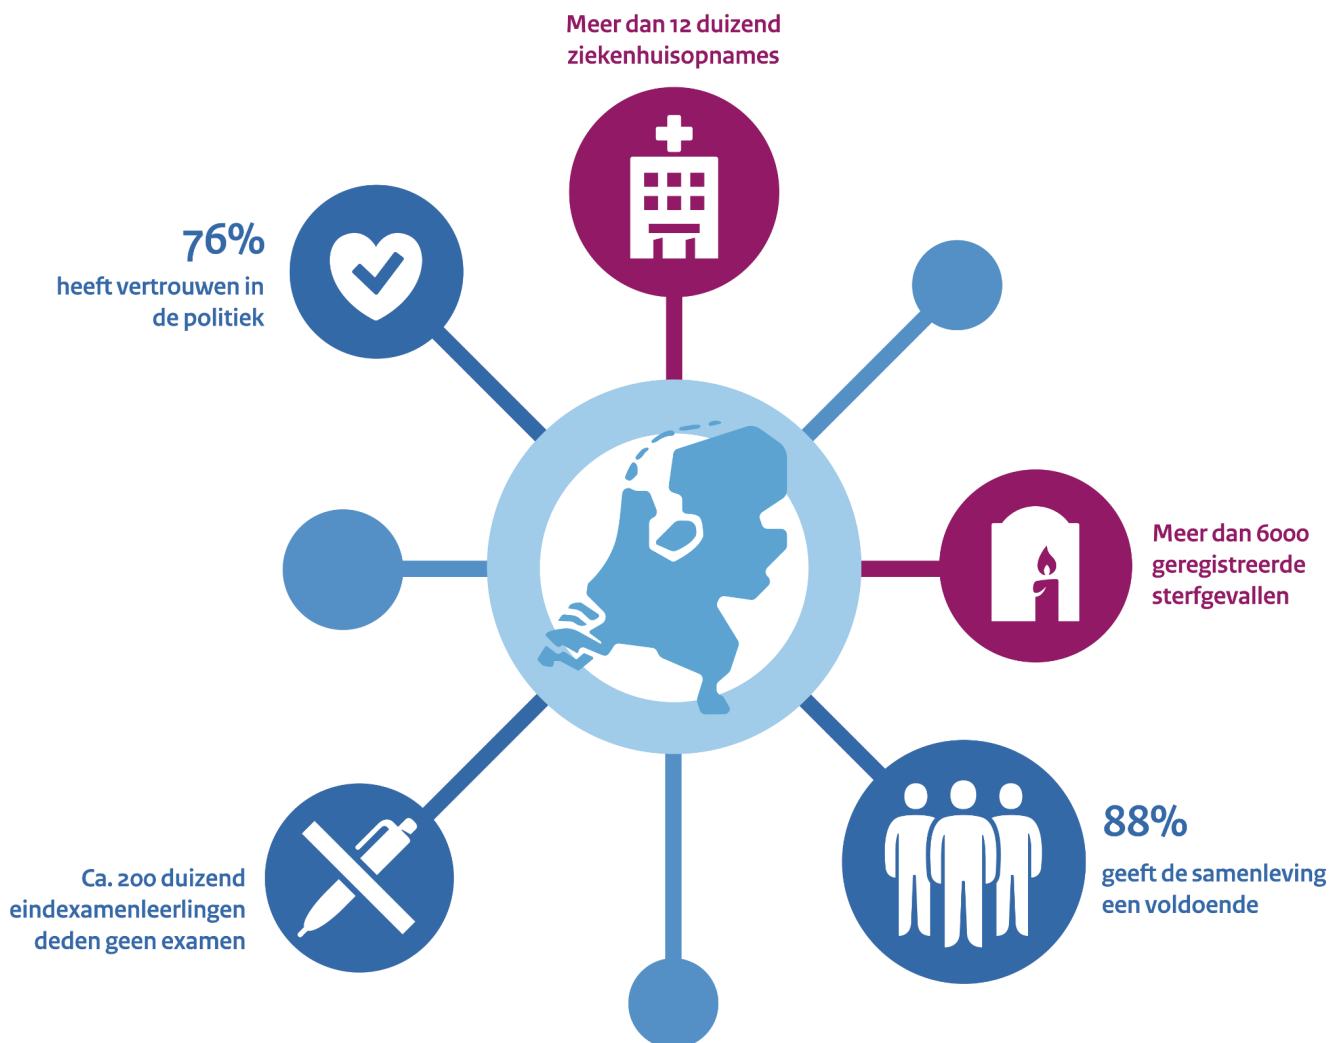 Meer dan 12 duizend
ziekenhuisopnames
76%
heeft vertrouwen in
de politiek
Meer dan 6000
geregistreerde
sterfgevallen
88%
geeft de samenleving
een voldoende
Ca. 200 duizend
eindexamenleerlingen
deden geen examen